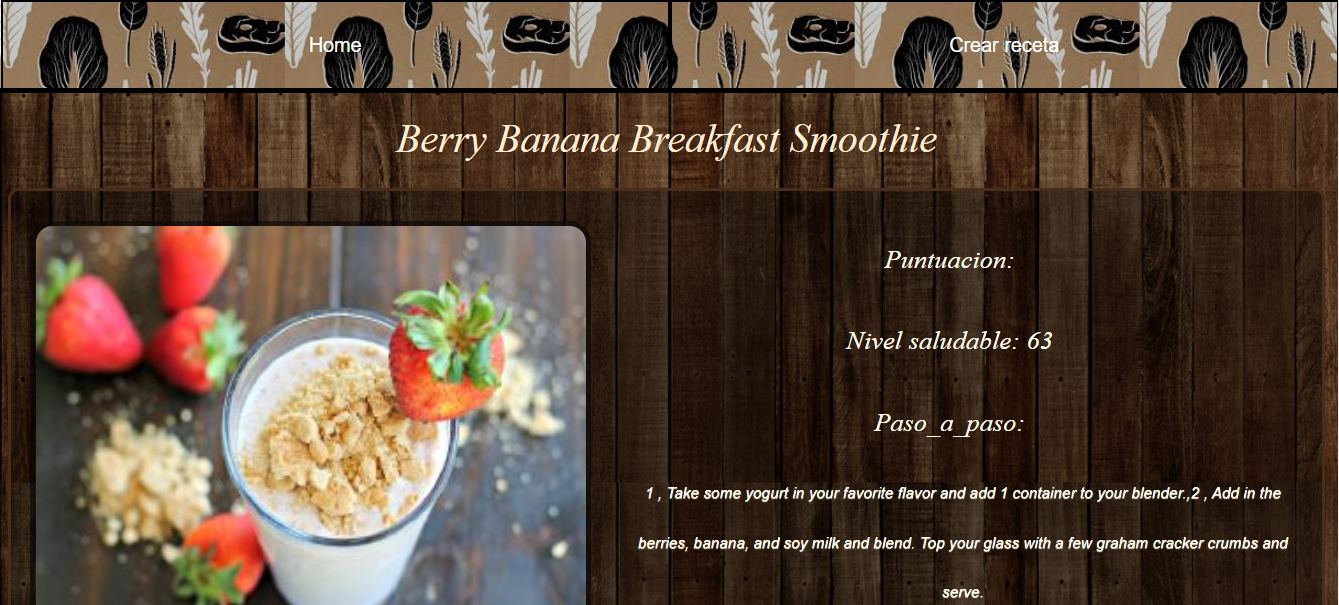 Home
Crear receta
Berry Banana Breakfast Smoothie
Puntuacion:
Nivel saludable: 63
Paso_a_paso:
1 , Take some yogurt in your favorite flavor and add 1 container to your blender.,2 , Add in the
berries, banana, and soy milk and blend. Top your glass with a few graham cracker crumbs and
serve.